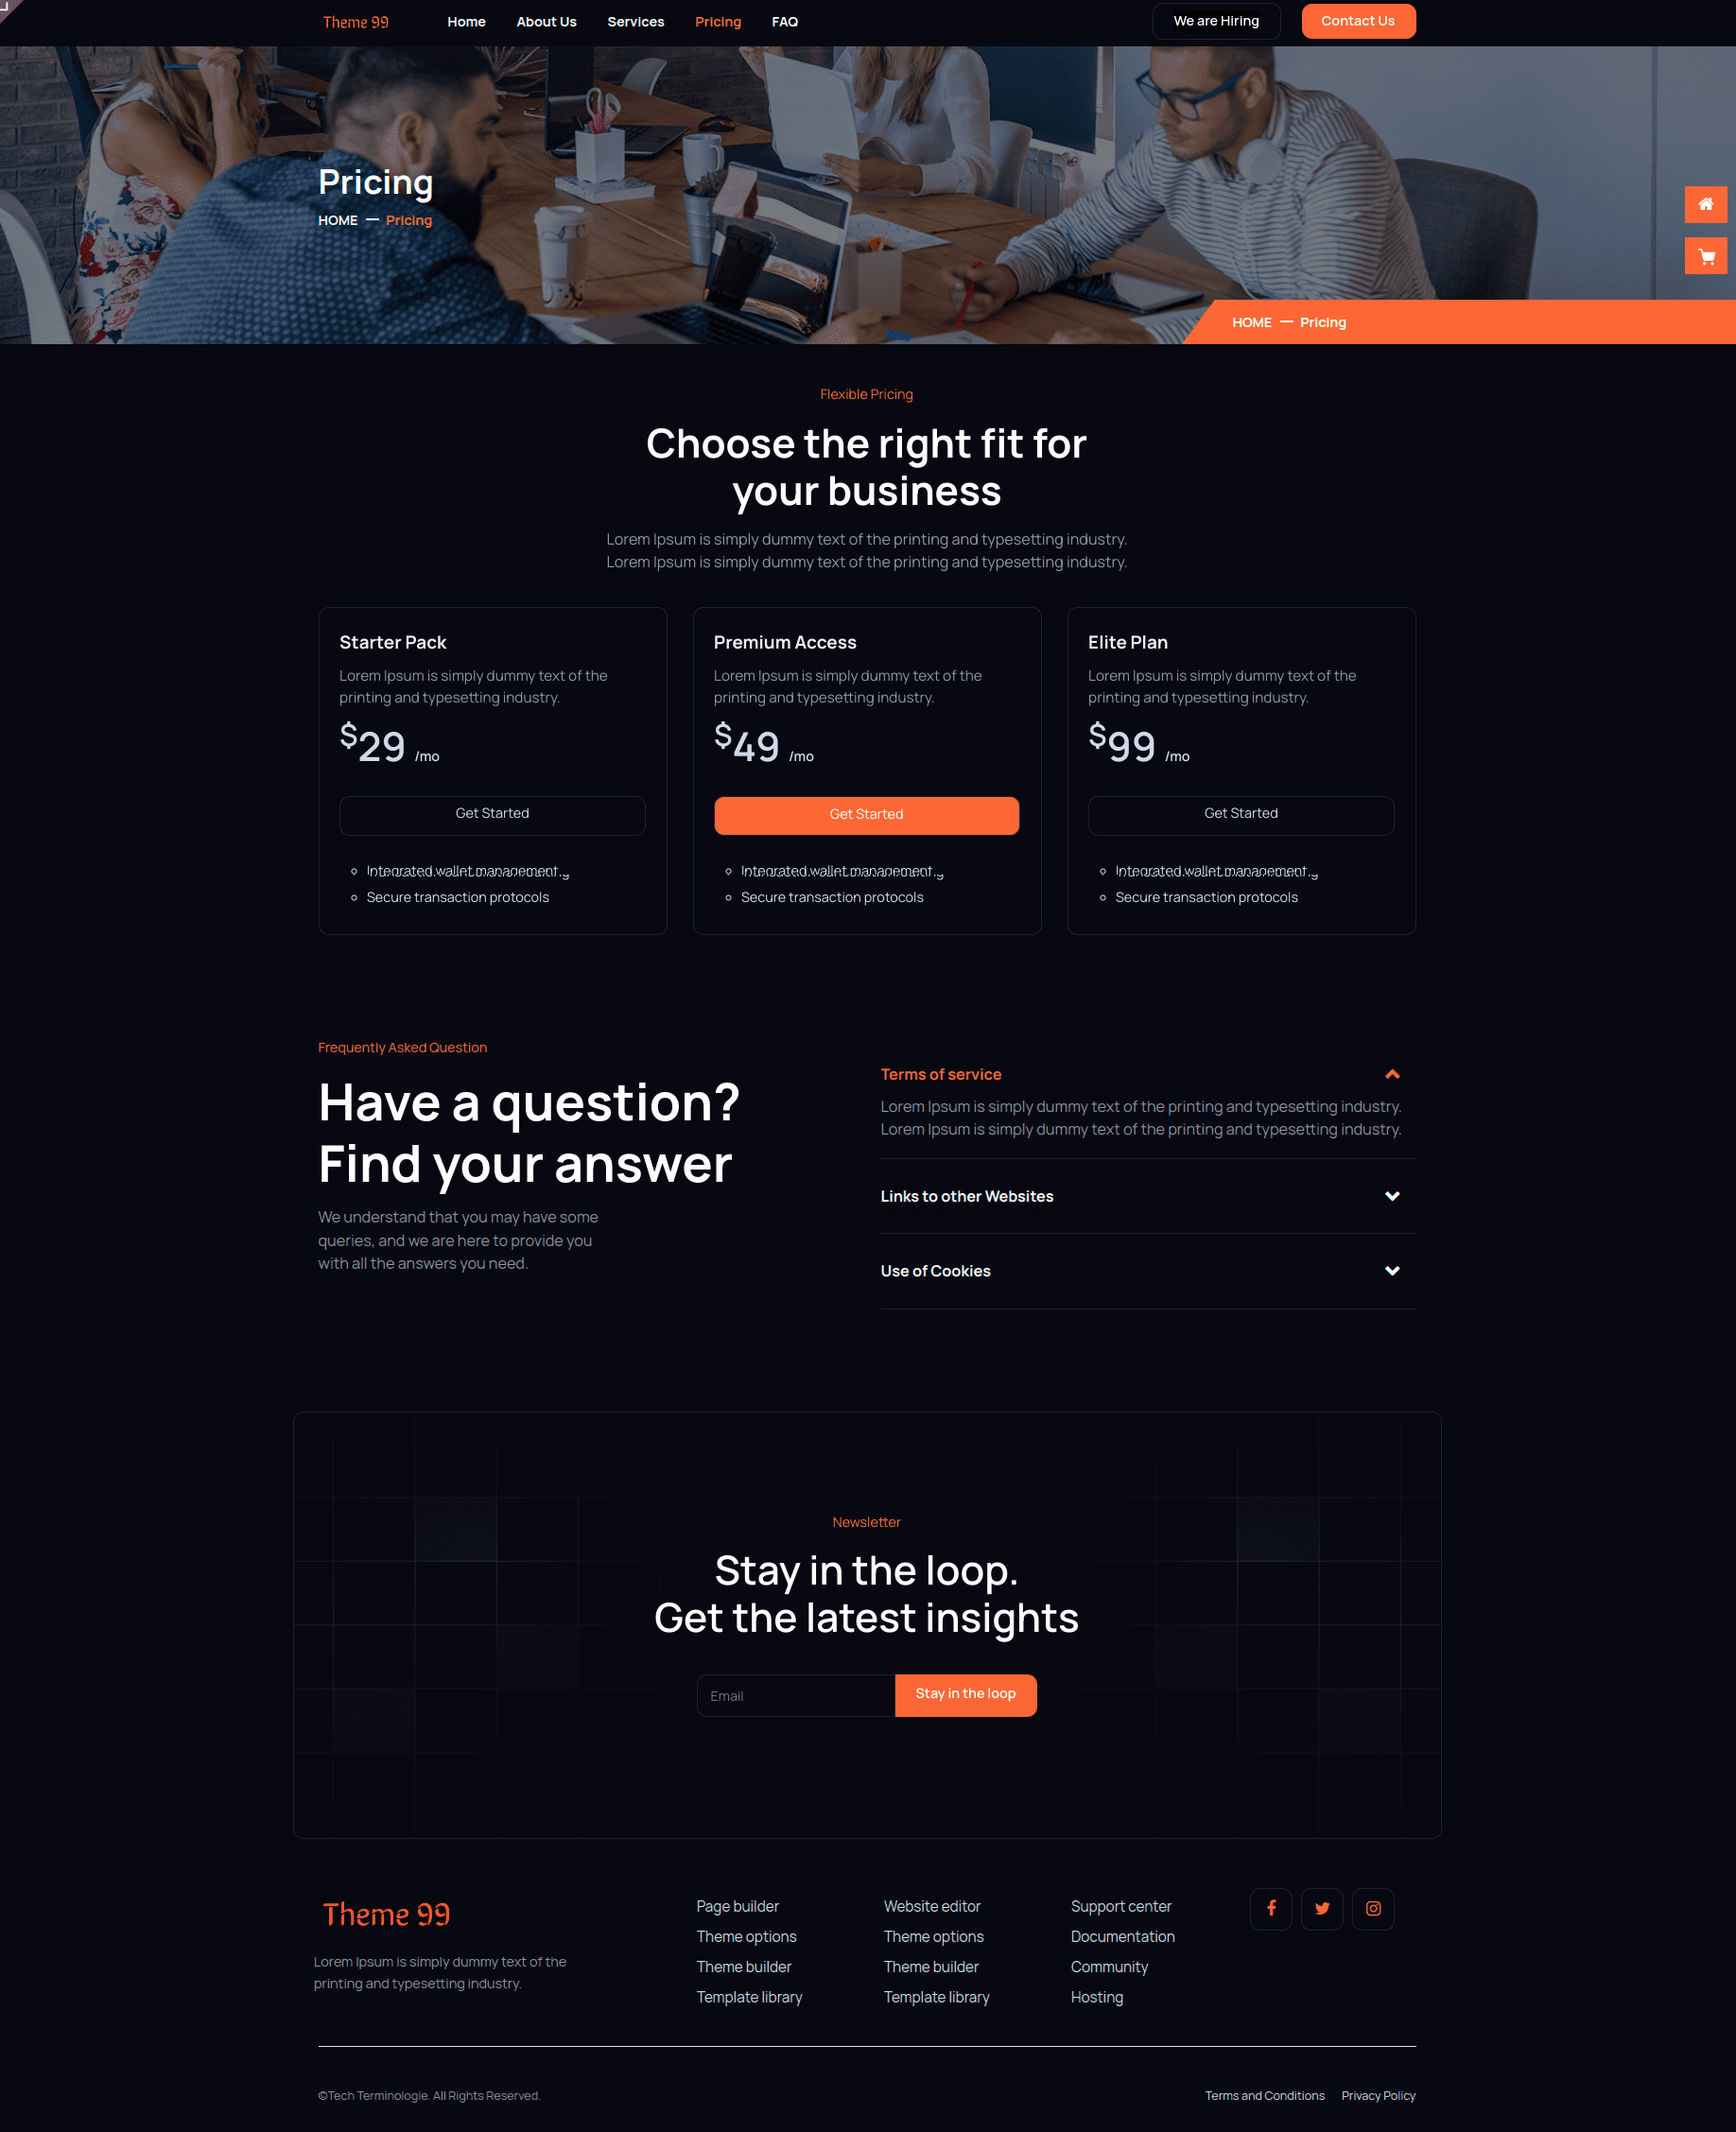 Theme 99
Home
About Us
Services
Pricing
FAQ
We are Hiring
Contact Us
Pricing
HOME — Pricing
HOME — Pricing
Flexible Pricing
Choose the right fit for
your business
Lorem Ipsum is simply dummy text of the printing and typesetting industry.
Lorem Ipsum is simply dummy text of the printing and typesetting industry.
Starter Pack
Lorem Ipsum is simply dummy text of the
printing and typesetting industry.
$29 /mo
Get Started
Integrated wallet management
Secure transaction protocols
Premium Access
Lorem Ipsum is simply dummy text of the
printing and typesetting industry.
$49 /mo
Get Started
Integrated wallet management
Secure transaction protocols
Elite Plan
Lorem Ipsum is simply dummy text of the
printing and typesetting industry.
$99 /mo
Get Started
Integrated wallet management
Secure transaction protocols
Frequently Asked Question
Have a question?
Find your answer
We understand that you may have some
queries, and we are here to provide you
with all the answers you need.
Terms of service
Lorem Ipsum is simply dummy text of the printing and typesetting industry.
Lorem Ipsum is simply dummy text of the printing and typesetting industry.
Links to other Websites
Use of Cookies
Newsletter
Stay in the loop.
Get the latest insights
Email
Stay in the loop
Theme 99
Lorem Ipsum is simply dummy text of the
printing and typesetting industry.
Page builder
Theme options
Theme builder
Template library
Website editor
Theme options
Theme builder
Template library
Support center
Documentation
Community
Hosting
©Tech Terminologie. All Rights Reserved.
Terms and Conditions
Privacy Policy